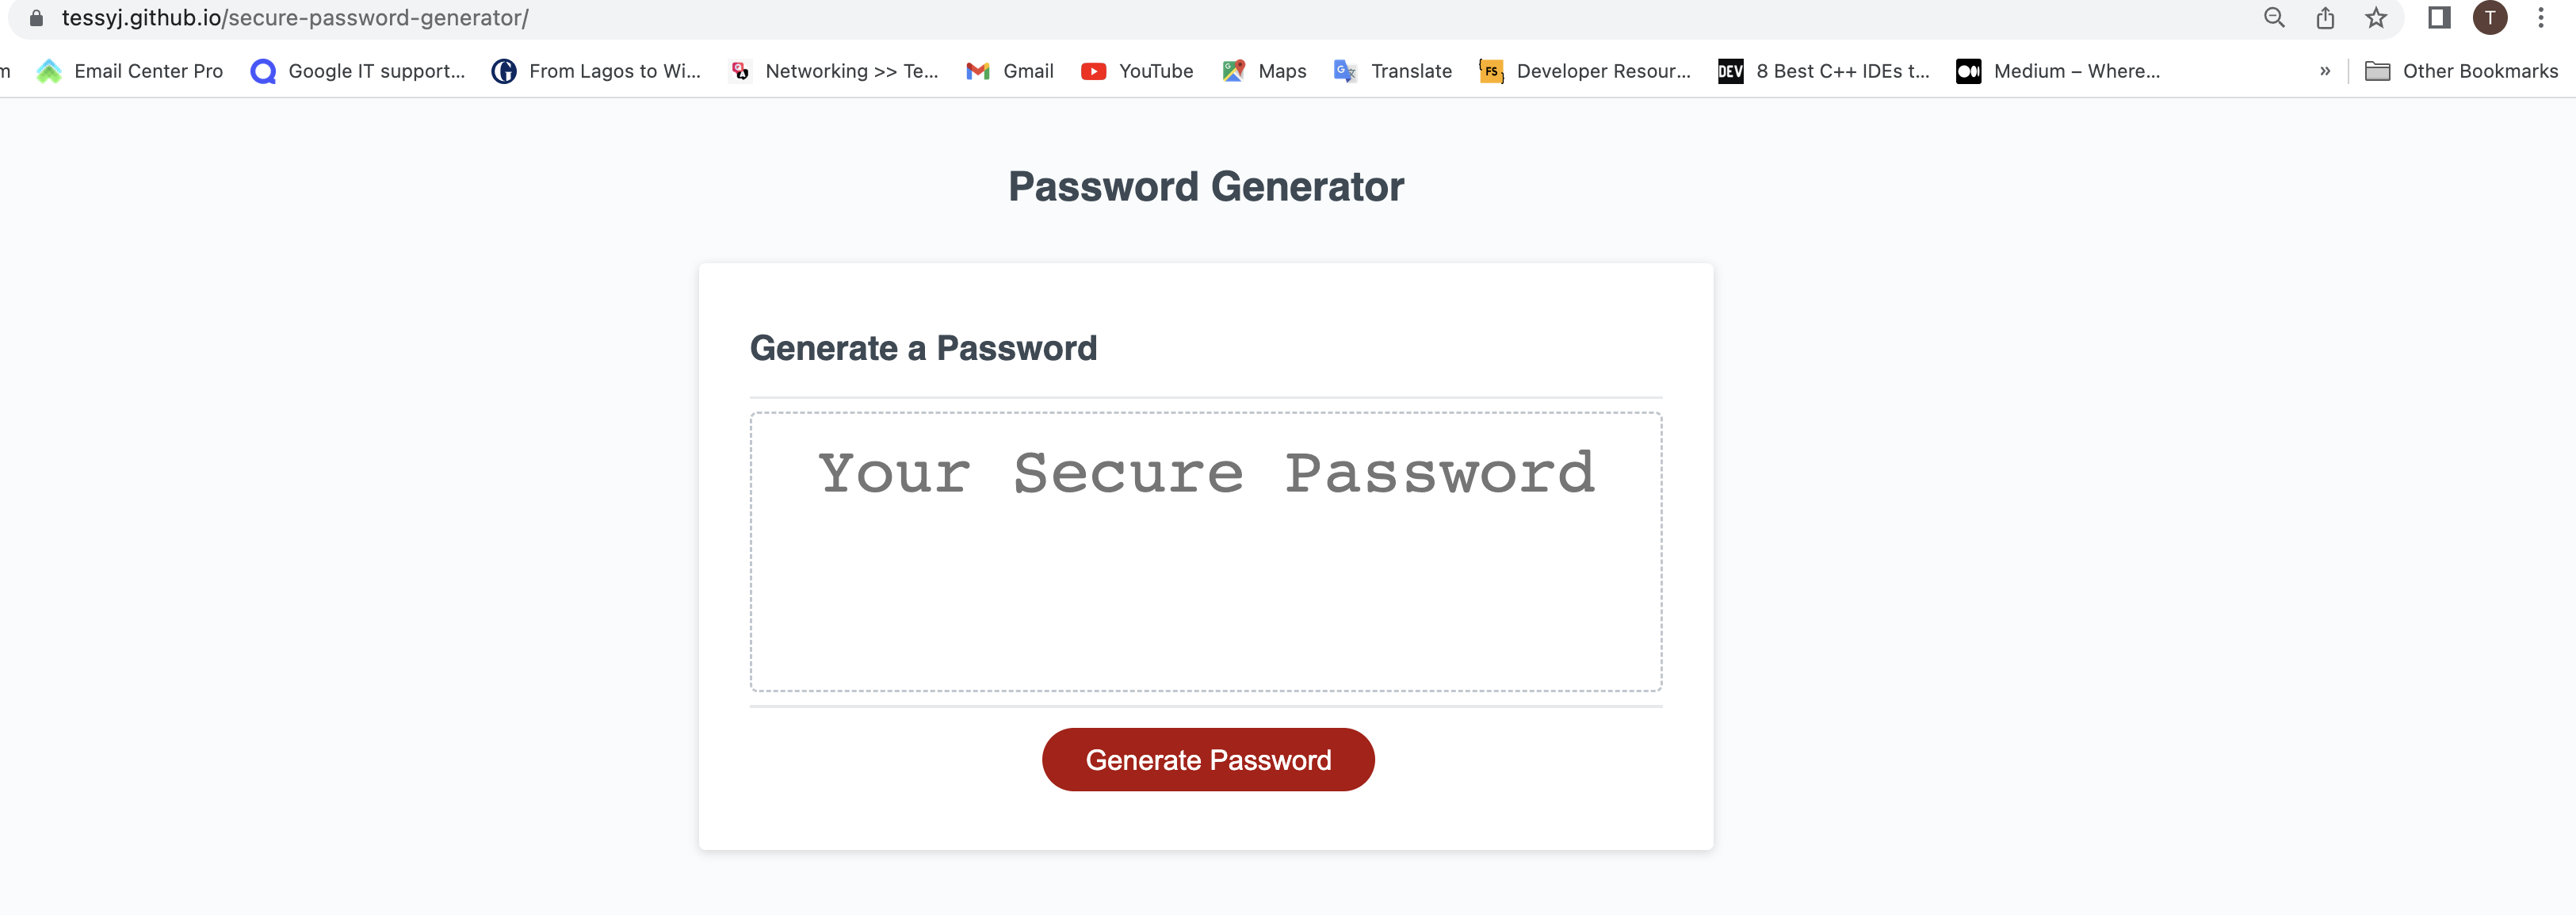 tessyj.github.io/secure-password-generator/
T
m Email Center Pro Google IT support... From Lagos to Wi... Networking >> Te... Gmail YouTube Maps Translate FS Developer Resour... DEV 8 Best C++ IDEs t... Medium – Where... » Other Bookmarks
Password Generator
Generate a Password
Your Secure Password
Generate Password